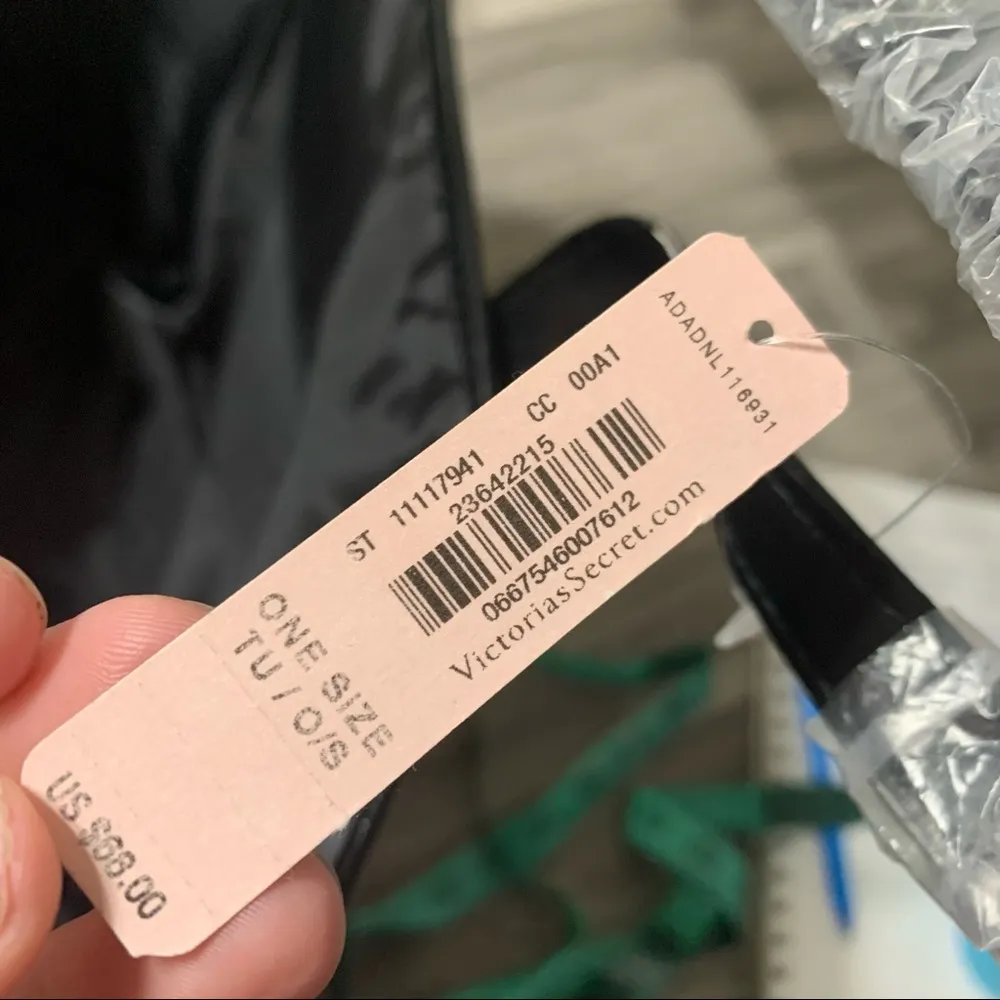 ADADNL116931
ST 11117941 CC 00A1
23642215
0667546007612
VictoriasSecret.com
ONE SIZE
TU / O/S
US $68.00